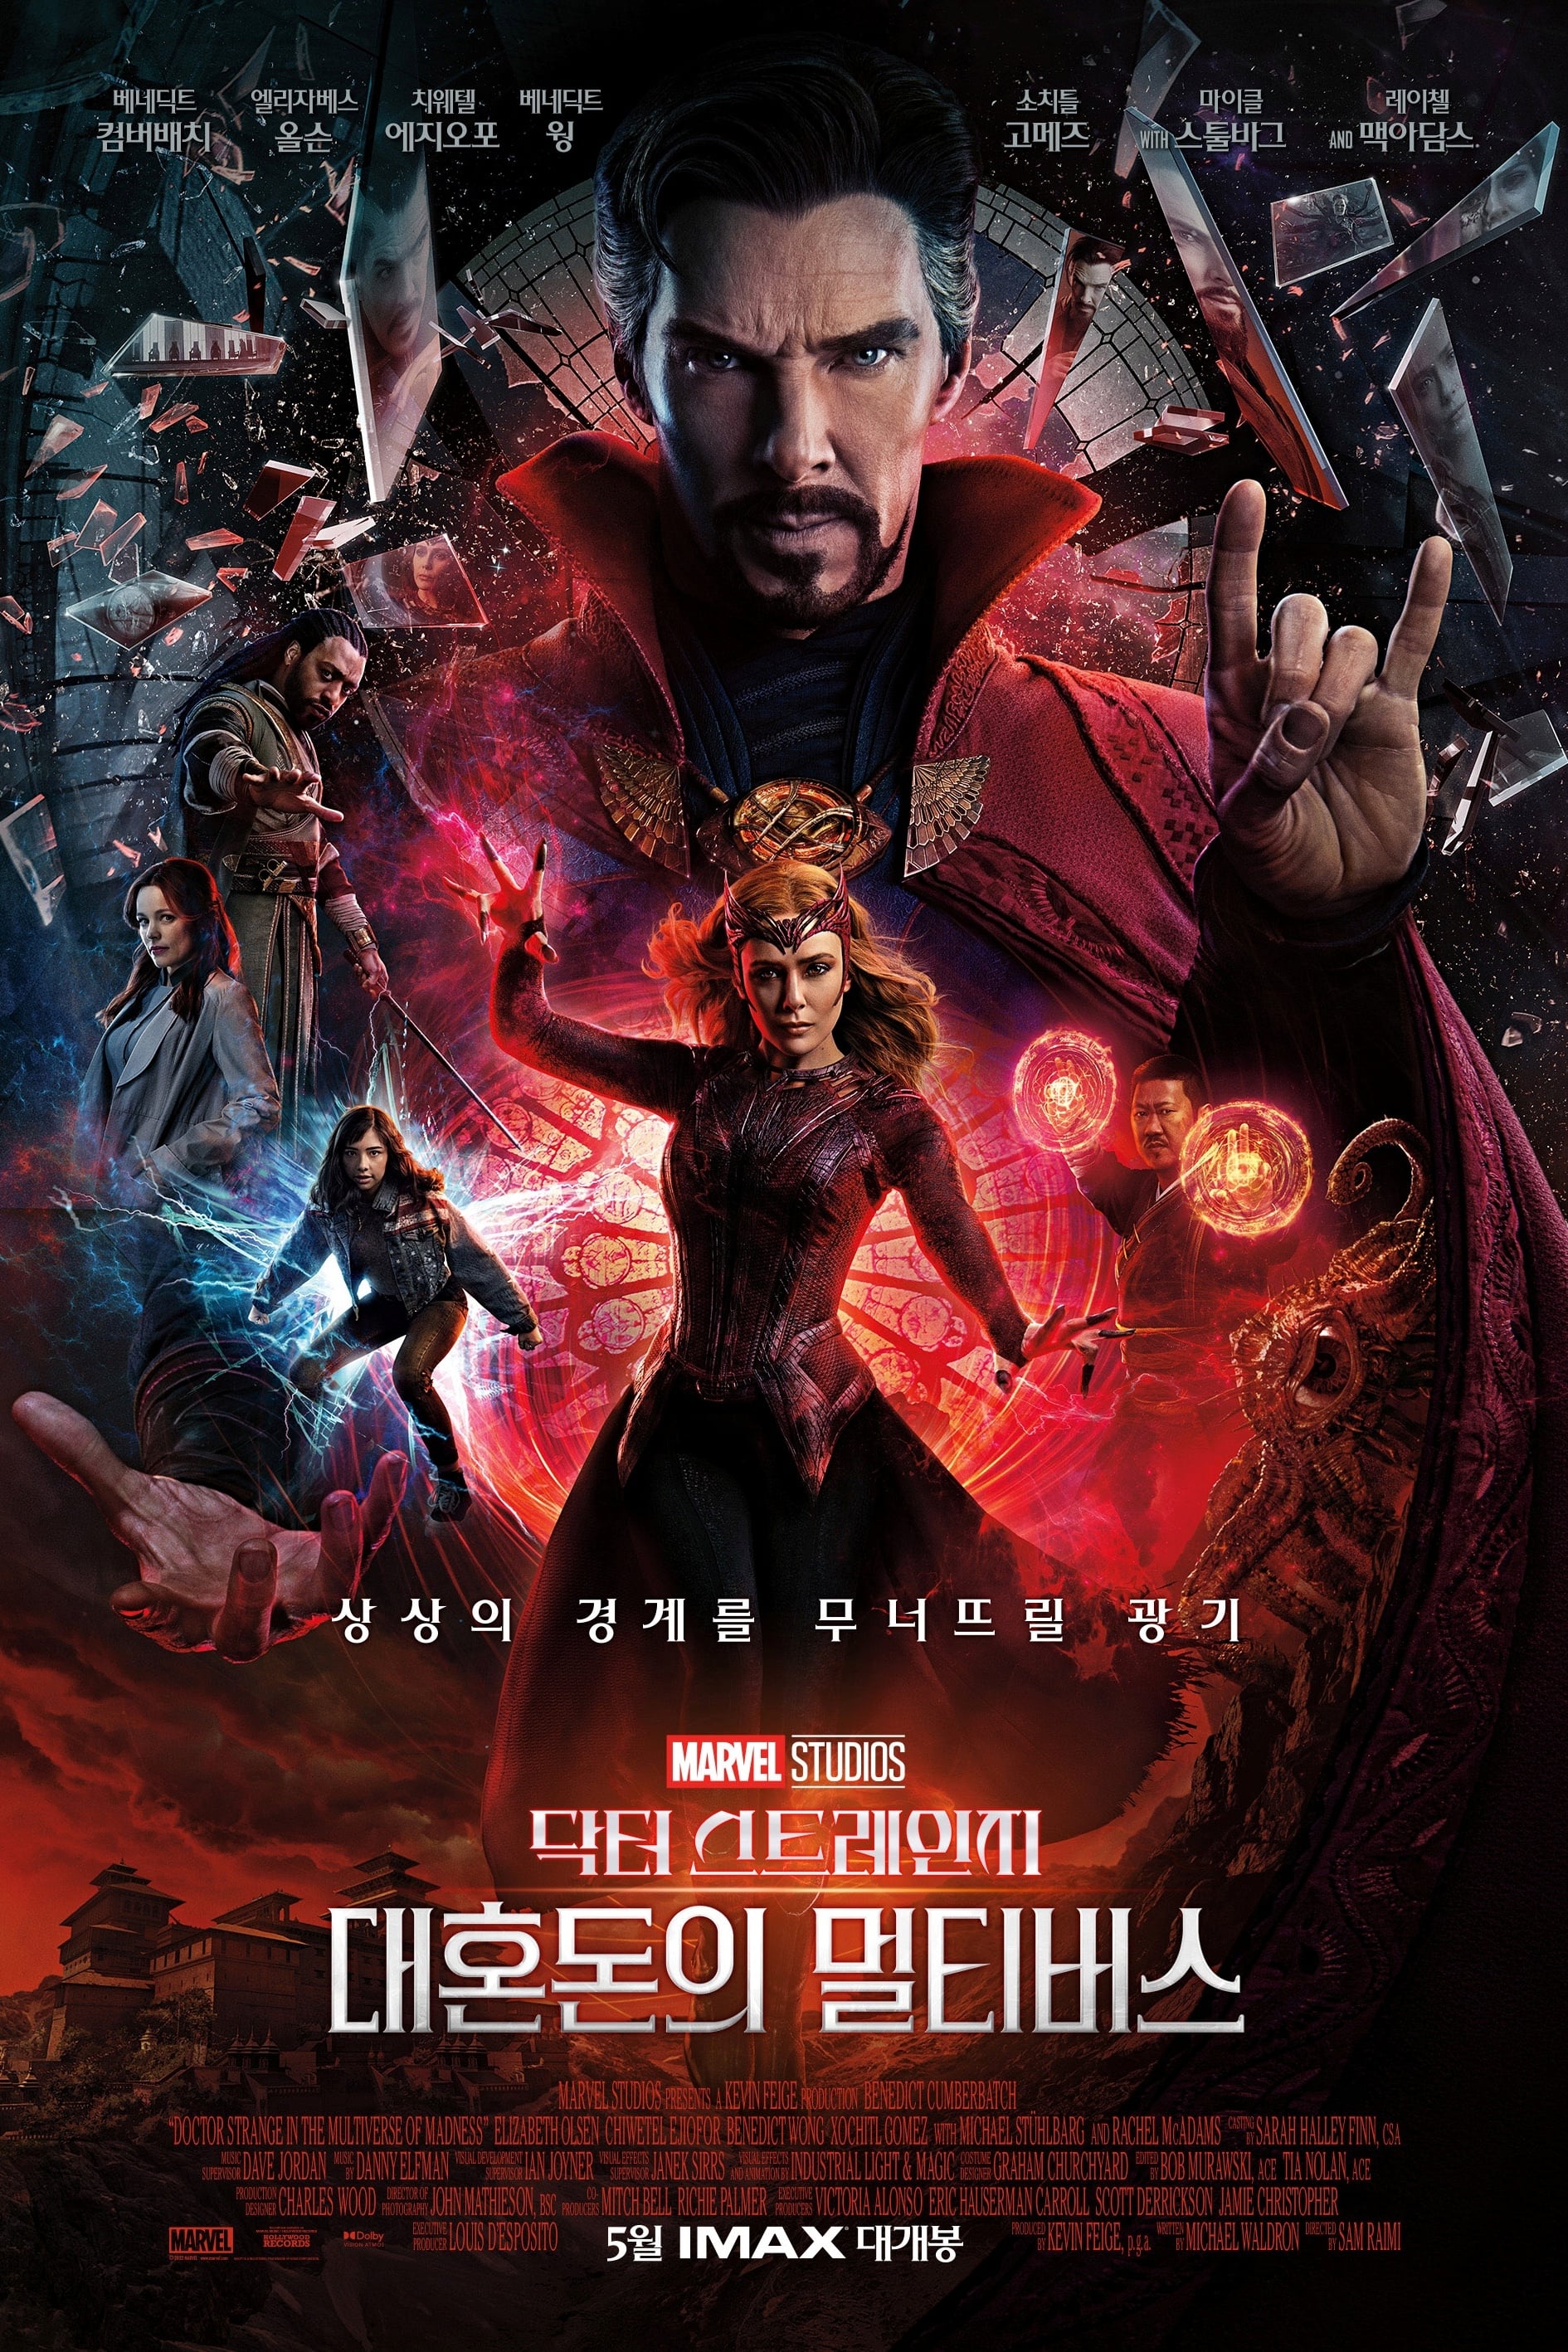 베네딕트 엘리자베스 치웨텔 베네딕트 소치틀 마이클 레이첼
컴버배치 올슨 에지오포 웡 고메즈 WITH 스툴바그 AND 맥아담스
상상의 경계를 무너뜨릴 광기
MARVEL STUDIOS
닥터 스트레인지
대혼돈의 멀티버스
MARVEL STUDIOS PRESENTS A KEVIN FEIGE PRODUCTION BENEDICT CUMBERBATCH
"DOCTOR STRANGE IN THE MULTIVERSE OF MADNESS" ELIZABETH OLSEN CHIWETEL EJIOFOR BENEDICT WONG XOCHITL GOMEZ WITH MICHAEL STÜHLBARG AND RACHEL McADAMS CASTING BY SARAH HALLEY FINN, CSA
MUSIC SUPERVISOR DAVE JORDAN MUSIC BY DANNY ELFMAN VISUAL DEVELOPMENT SUPERVISOR IAN JOYNER VISUAL EFFECTS SUPERVISOR JANEK SIRRS VISUAL EFFECTS AND ANIMATION BY INDUSTRIAL LIGHT & MAGIC COSTUME DESIGNER GRAHAM CHURCHYARD EDITED BY BOB MURAWSKI, ACE TIA NOLAN, ACE
PRODUCTION DESIGNER CHARLES WOOD DIRECTOR OF PHOTOGRAPHY JOHN MATHIESON, BSC CO-PRODUCERS MITCH BELL RICHIE PALMER EXECUTIVE PRODUCERS VICTORIA ALONSO ERIC HAUSERMAN CARROLL SCOTT DERRICKSON JAMIE CHRISTOPHER
MARVEL HOLLYWOOD RECORDS Dolby VISION ATMOS EXECUTIVE PRODUCER LOUIS D'ESPOSITO 5월 IMAX 대개봉 PRODUCED BY KEVIN FEIGE, p.g.a. WRITTEN BY MICHAEL WALDRON DIRECTED BY SAM RAIMI